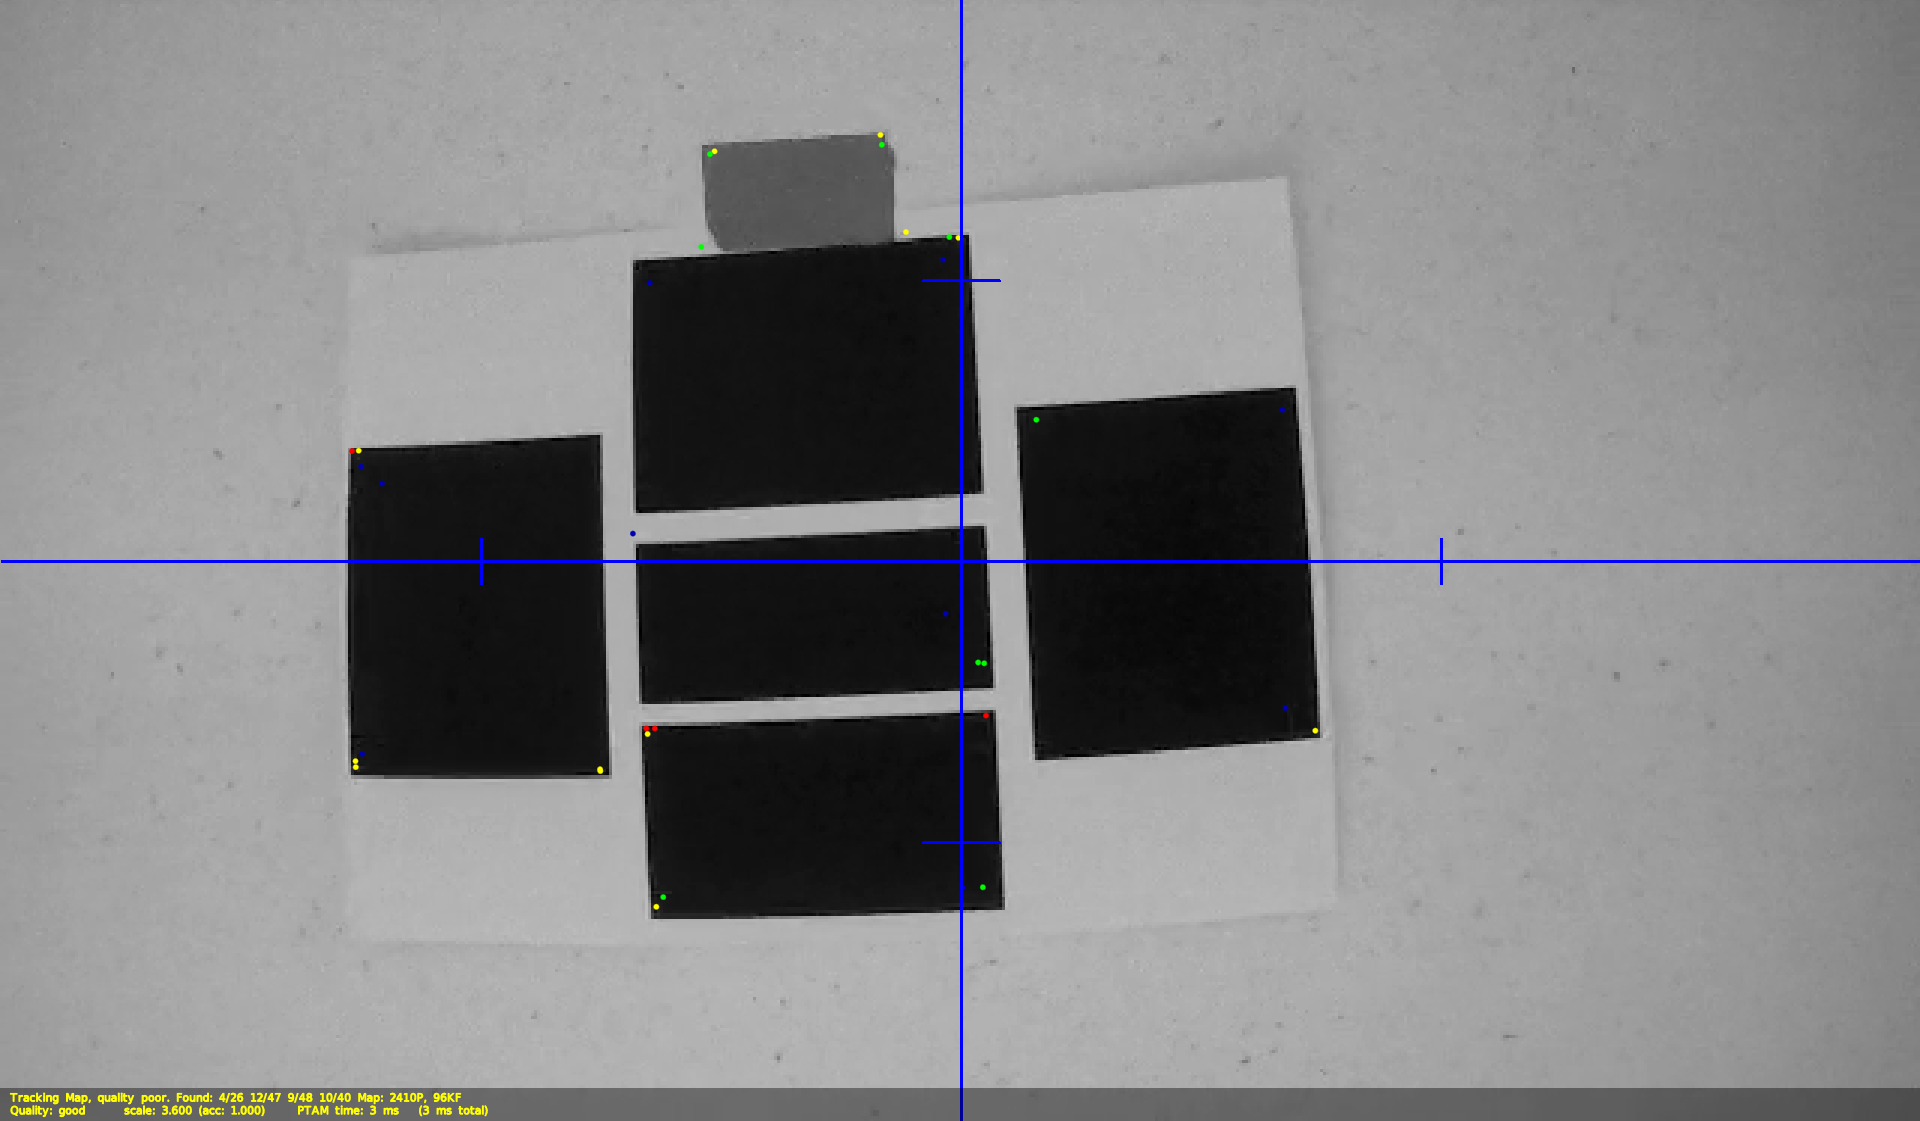 Tracking Map, quality poor. Found: 4/26 12/47 9/48 10/40 Map: 2410P, 96KF
Quality: good scale: 3.600 (acc: 1.000) PTAM time: 3 ms (3 ms total)